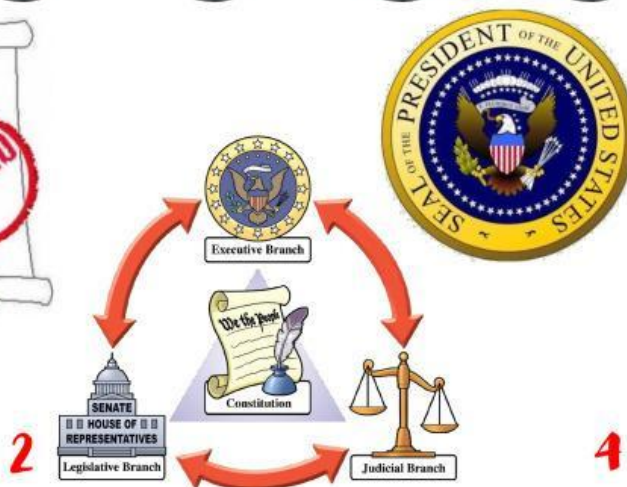 SEAL OF THE PRESIDENT OF THE UNITED STATES
Executive Branch
We the People
Constitution
SENATE
HOUSE OF
REPRESENTATIVES
Legislative Branch
Judicial Branch
2
4